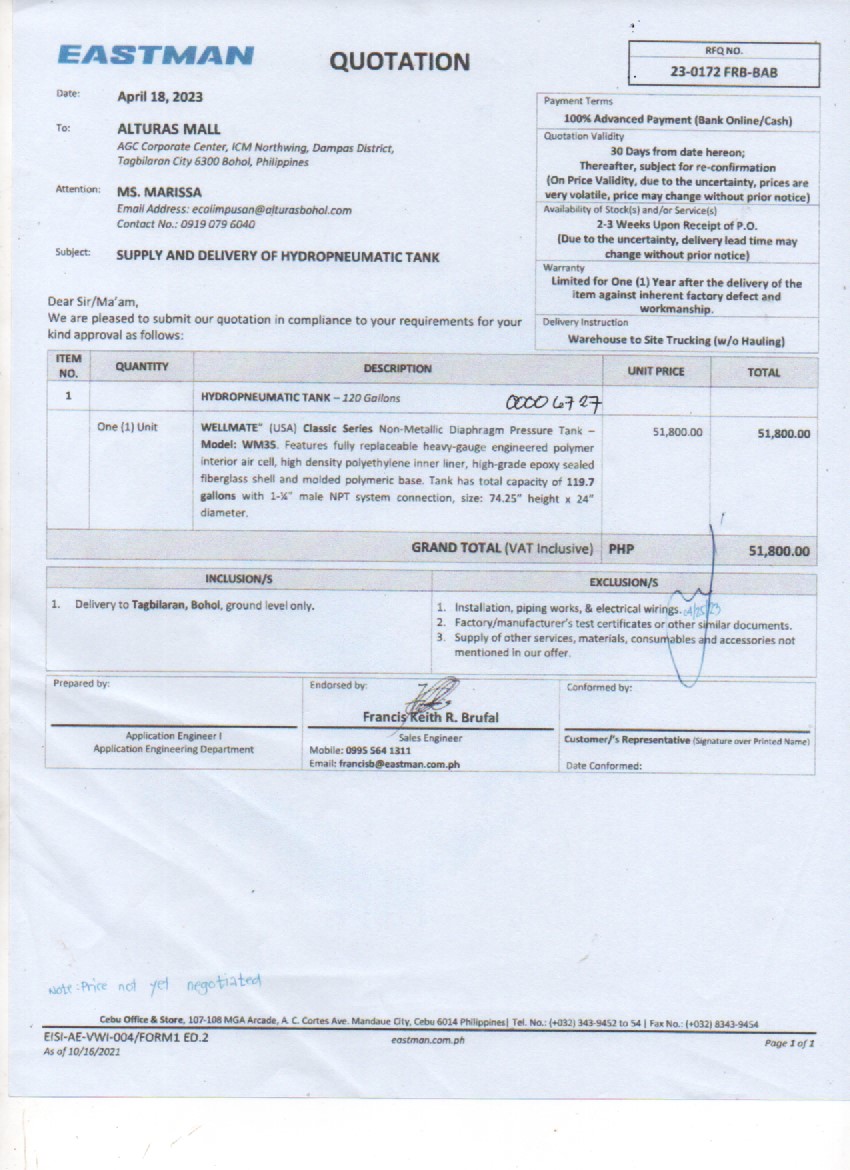 EASTMAN
QUOTATION
RFQ NO.
23-0172 FRB-BAB
Date: April 18, 2023
To: ALTURAS MALL
AGC Corporate Center, ICM Northwing, Dampas District,
Tagbilaran City 6300 Bohol, Philippines
Attention: MS. MARISSA
Email Address: ecolimpusan@alturasbohol.com
Contact No.: 0919 079 6040
Subject: SUPPLY AND DELIVERY OF HYDROPNEUMATIC TANK
Payment Terms
100% Advanced Payment (Bank Online/Cash)
Quotation Validity
30 Days from date hereon;
Thereafter, subject for re-confirmation
(On Price Validity, due to the uncertainty, prices are
very volatile, price may change without prior notice)
Availability of Stock(s) and/or Service(s)
2-3 Weeks Upon Receipt of P.O.
(Due to the uncertainty, delivery lead time may
change without prior notice)
Warranty
Limited for One (1) Year after the delivery of the
item against inherent factory defect and
workmanship.
Delivery Instruction
Warehouse to Site Trucking (w/o Hauling)
Dear Sir/Ma'am,
We are pleased to submit our quotation in compliance to your requirements for your
kind approval as follows:
ITEM NO. QUANTITY DESCRIPTION UNIT PRICE TOTAL
1 HYDROPNEUMATIC TANK – 120 Gallons 00006727
One (1) Unit WELLMATE™ (USA) Classic Series Non-Metallic Diaphragm Pressure Tank – 51,800.00 51,800.00
Model: WM35. Features fully replaceable heavy-gauge engineered polymer
interior air cell, high density polyethylene inner liner, high-grade epoxy sealed
fiberglass shell and molded polymeric base. Tank has total capacity of 119.7
gallons with 1-¼" male NPT system connection, size: 74.25" height x 24"
diameter.
GRAND TOTAL (VAT Inclusive) PHP 51,800.00
INCLUSION/S
1. Delivery to Tagbilaran, Bohol, ground level only.
EXCLUSION/S
1. Installation, piping works, & electrical wirings. 04/25/23
2. Factory/manufacturer's test certificates or other similar documents.
3. Supply of other services, materials, consumables and accessories not
mentioned in our offer.
Prepared by:
Application Engineer I
Application Engineering Department
Endorsed by:
Francis Keith R. Brufal
Sales Engineer
Mobile: 0995 564 1311
Email: francisb@eastman.com.ph
Conformed by:
Customer/'s Representative (Signature over Printed Name)
Date Conformed:
Note: Price not yet negotiated
Cebu Office & Store, 107-108 MGA Arcade, A. C. Cortes Ave. Mandaue City, Cebu 6014 Philippines| Tel. No.: (+032) 343-9452 to 54 | Fax No.: (+032) 8343-9454
EISI-AE-VWI-004/FORM1 ED.2
As of 10/16/2021
eastman.com.ph
Page 1 of 1